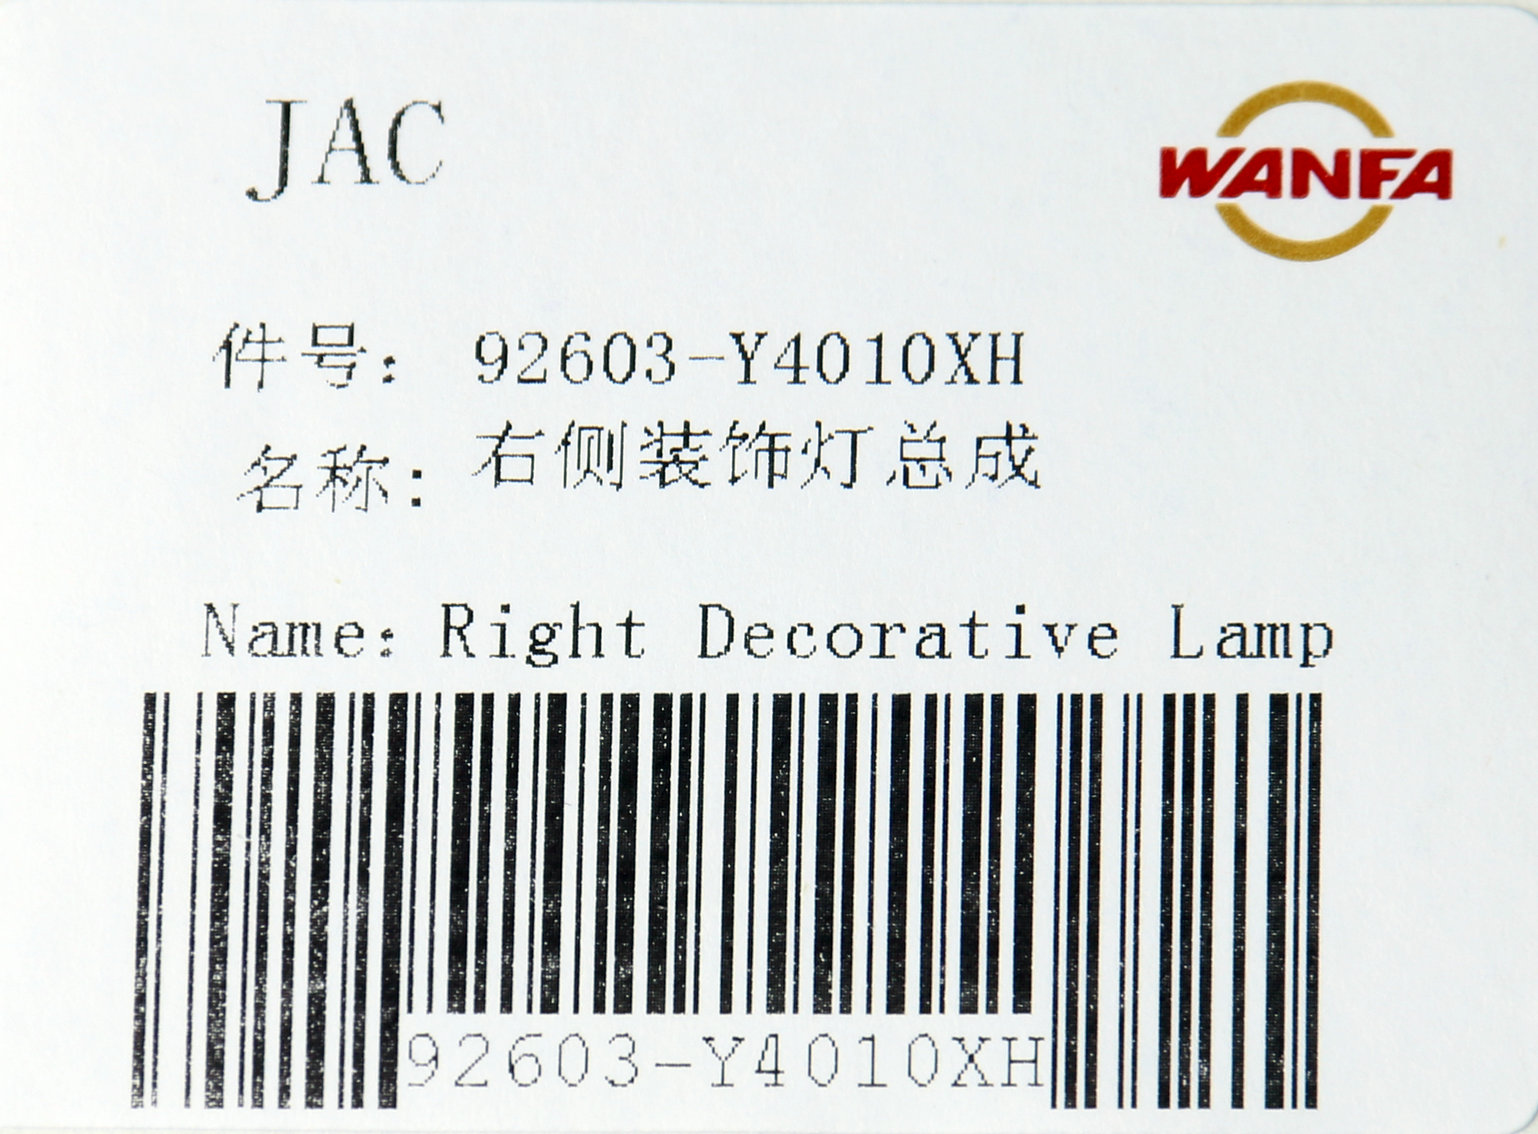 JAC
WANFA
件号: 92603-Y4010XH
名称: 右侧装饰灯总成
Name: Right Decorative Lamp
92603-Y4010XH